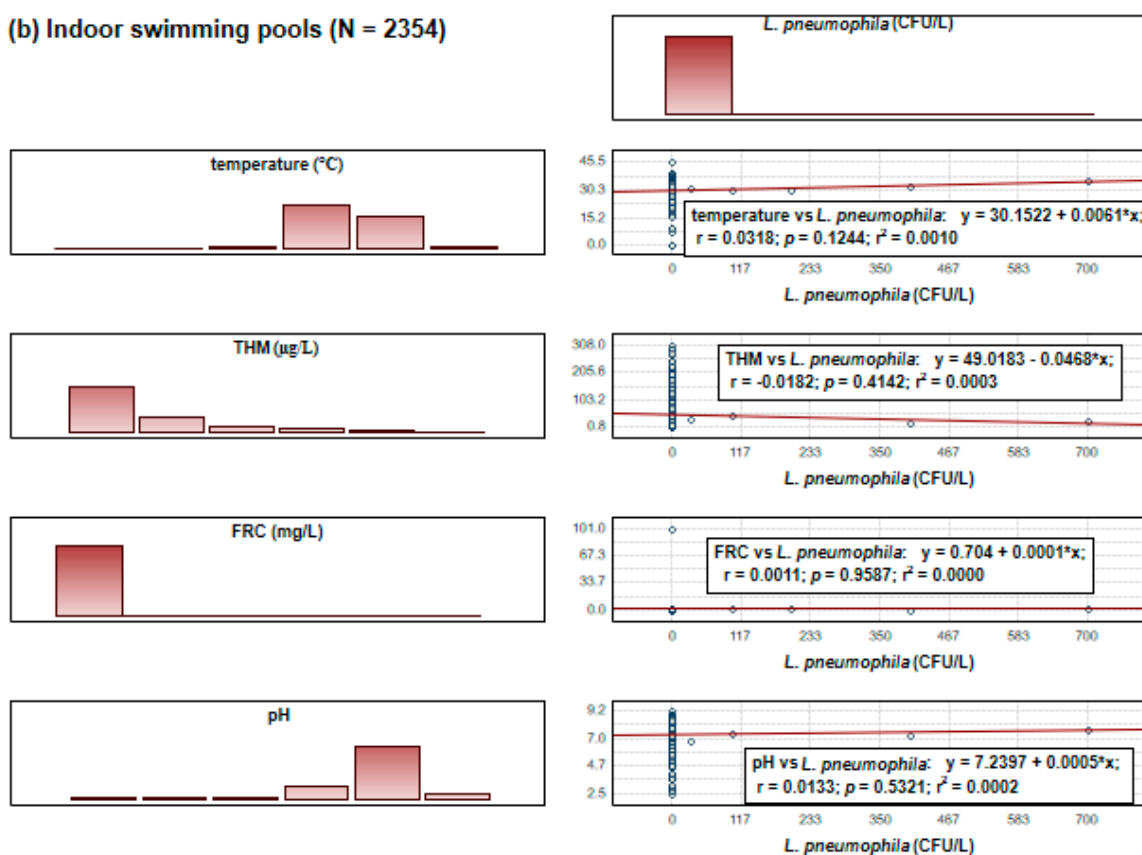 (b) Indoor swimming pools (N = 2354)
L. pneumophila (CFU/L)
temperature (°C)
45.5
30.3
15.2
0.0
temperature vs L. pneumophila: y = 30.1522 + 0.0061*x;
r = 0.0318; p = 0.1244; r² = 0.0010
0 117 233 350 467 583 700
L. pneumophila (CFU/L)
THM (µg/L)
308.0
205.6
103.2
0.8
THM vs L. pneumophila: y = 49.0183 - 0.0468*x;
r = -0.0182; p = 0.4142; r² = 0.0003
0 117 233 350 467 583 700
L. pneumophila (CFU/L)
FRC (mg/L)
101.0
67.3
33.7
0.0
FRC vs L. pneumophila: y = 0.704 + 0.0001*x;
r = 0.0011; p = 0.9587; r² = 0.0000
0 117 233 350 467 583 700
L. pneumophila (CFU/L)
pH
9.2
7.0
4.7
2.5
pH vs L. pneumophila: y = 7.2397 + 0.0005*x;
r = 0.0133; p = 0.5321; r² = 0.0002
0 117 233 350 467 583 700
L. pneumophila (CFU/L)